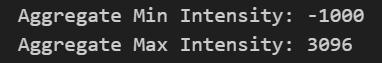 Aggregate Min Intensity: -1000
Aggregate Max Intensity: 3096